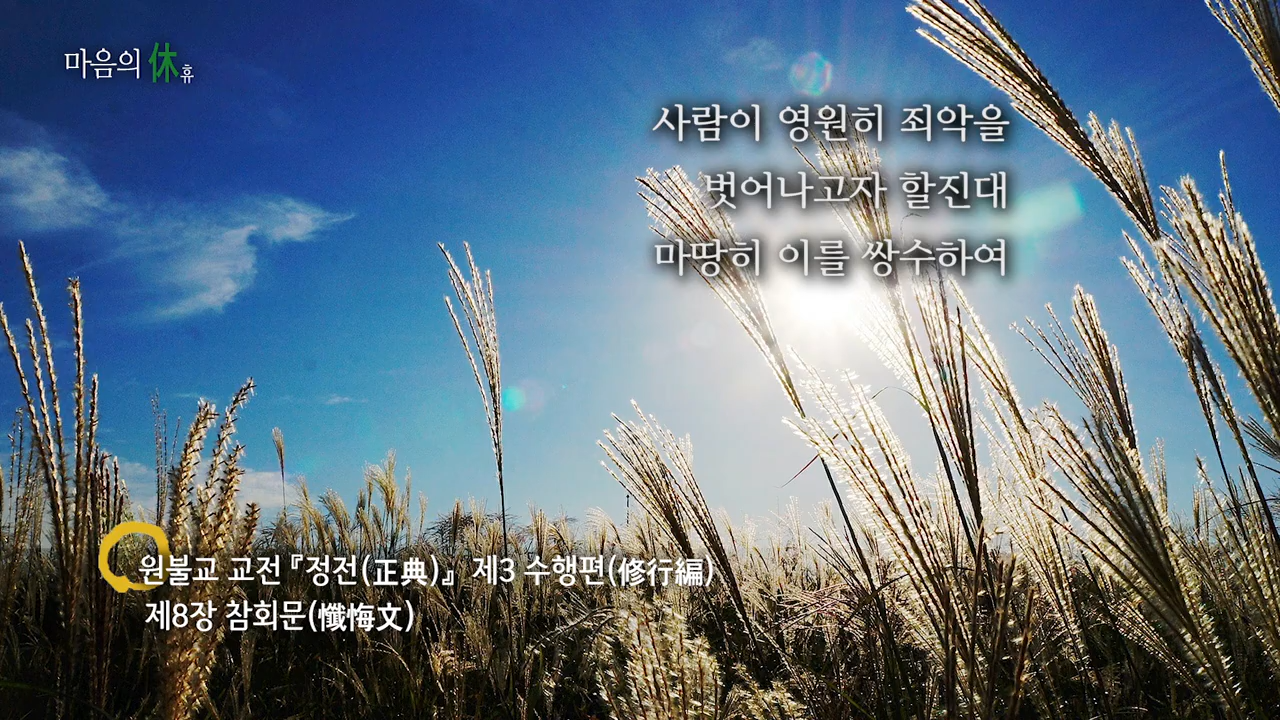 마음의 休휴
사람이 영원히 죄악을
벗어나고자 할진대
마땅히 이를 쌍수하여
원불교 교전『정전(正典)』 제3 수행편(修行編)
제8장 참회문(懺悔文)